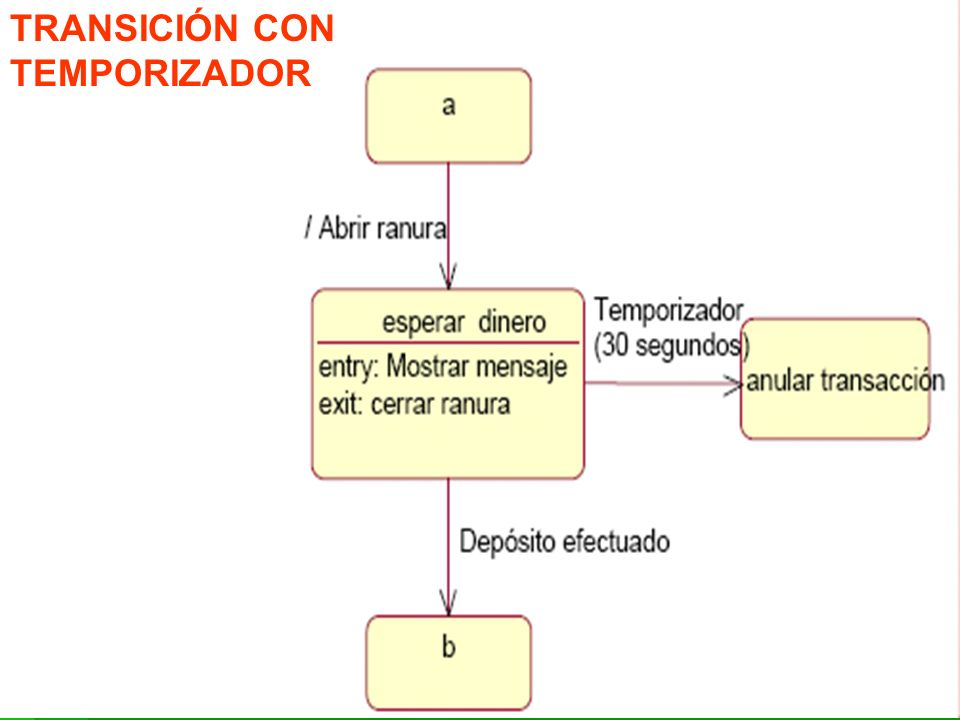 TRANSICIÓN CON
TEMPORIZADOR
a
/ Abrir ranura
esperar dinero
entry: Mostrar mensaje
exit: cerrar ranura
Temporizador
(30 segundos)
anular transacción
Depósito efectuado
b